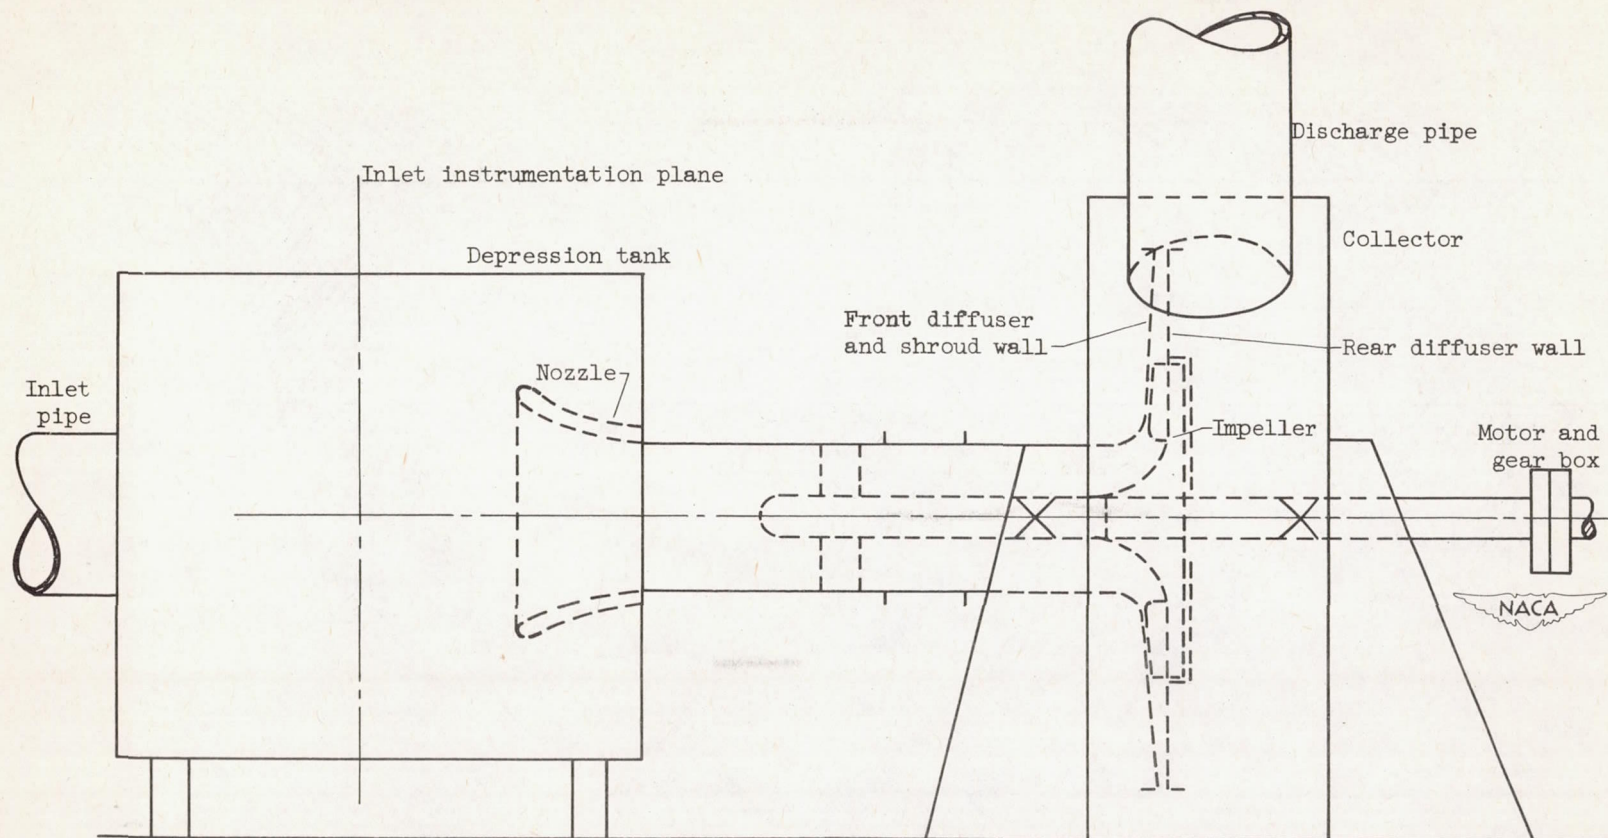 Discharge pipe
Inlet instrumentation plane
Collector
Depression tank
Front diffuser
and shroud wall
Rear diffuser wall
Nozzle
Inlet
pipe
Impeller
Motor and
gear box
NACA